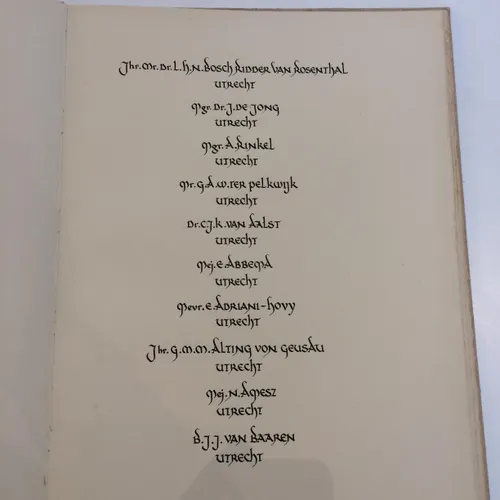 Jhr. Mr. Dr. L. H. N. Bosch Ridder van Rosenthal
Utrecht
Mgr. Dr. J. de Jong
Utrecht
Mgr. A. Rinkel
Utrecht
Mr. G. A. W. ter Pelkwijk
Utrecht
Dr. C. J. K. van Aalst
Utrecht
Mej. E. Abbema
Utrecht
Mevr. E. Adriani-Hovy
Utrecht
Jhr. G. M. M. Alting von Geusau
Utrecht
Mej. N. Amesz
Utrecht
B. J. J. van Baaren
Utrecht